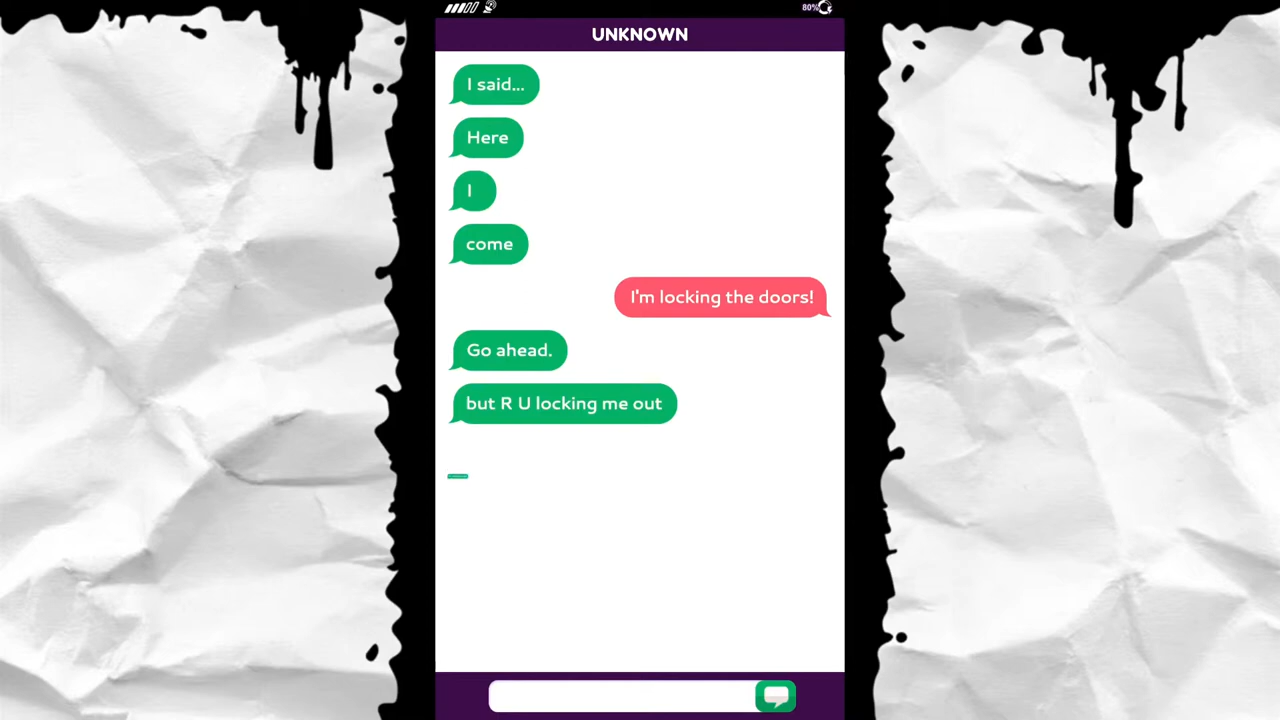 80%
UNKNOWN
I said...
Here
I
come
I'm locking the doors!
Go ahead.
but R U locking me out